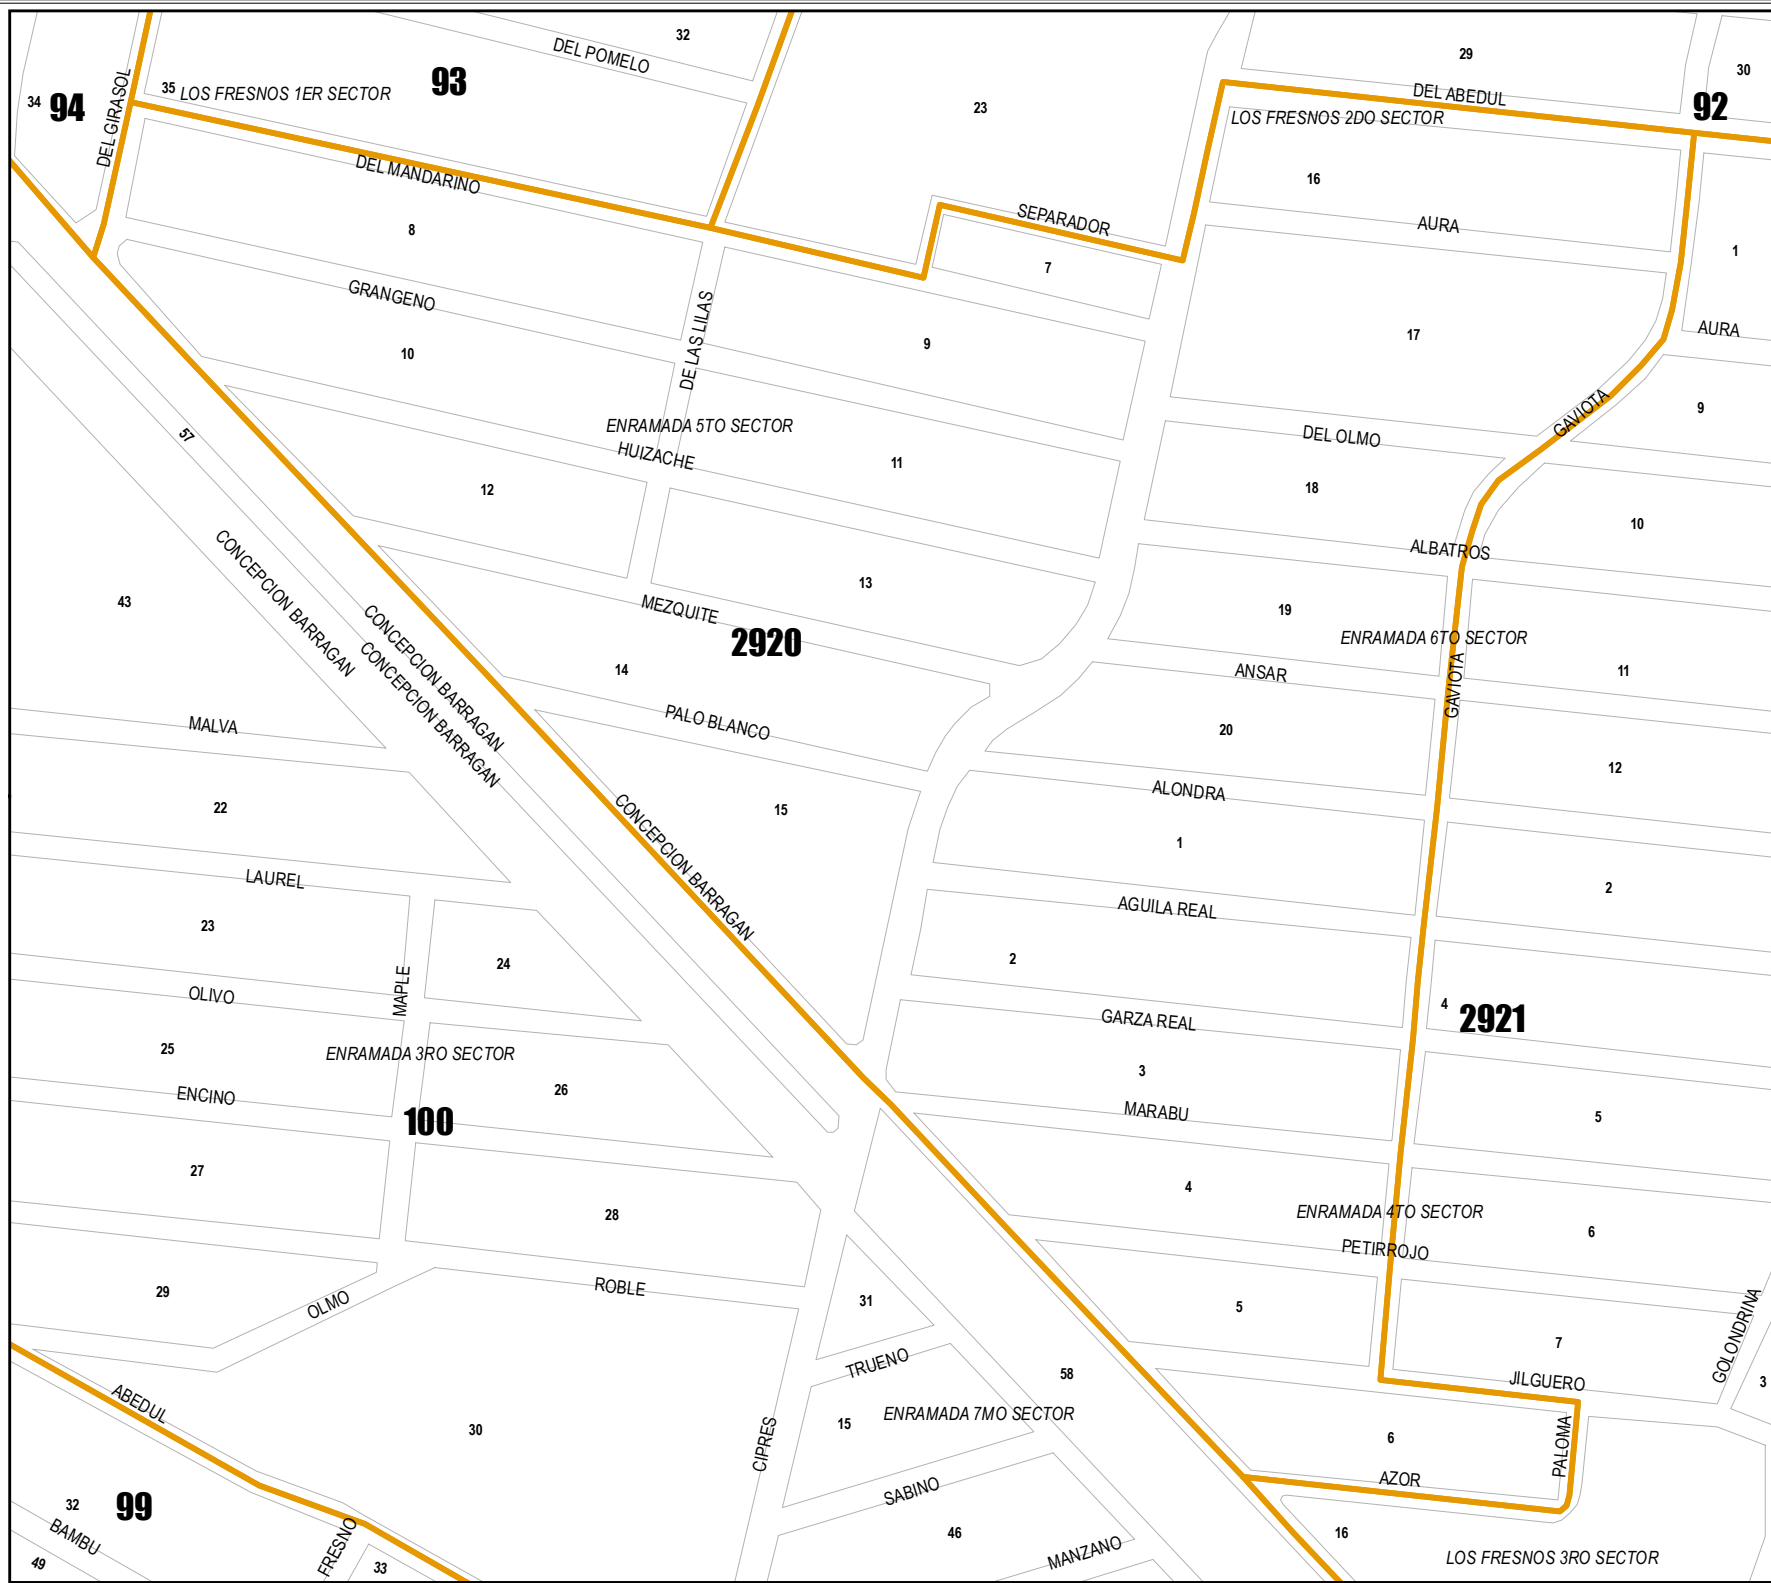 32
DEL POMELO
29
30
DEL GIRASOL
35
LOS FRESNOS 1ER SECTOR
93
34
94
23
DEL ABEDUL
92
LOS FRESNOS 2DO SECTOR
DEL MANDARINO
16
8
SEPARADOR
AURA
7
1
GRANGENO
DE LAS LILAS
9
17
AURA
10
ENRAMADA 5TO SECTOR
GAVIOTA
9
57
HUIZACHE
11
DEL OLMO
12
18
10
CONCEPCION BARRAGAN
ALBATROS
13
43
MEZQUITE
19
CONCEPCION BARRAGAN
2920
ENRAMADA 6TO SECTOR
CONCEPCION BARRAGAN
14
ANSAR
GAVIOTA
11
MALVA
PALO BLANCO
20
12
22
15
ALONDRA
CONCEPCION BARRAGAN
1
LAUREL
2
23
AGUILA REAL
24
2
OLIVO
MAPLE
4
2921
GARZA REAL
25
ENRAMADA 3RO SECTOR
3
ENCINO
26
MARABU
5
100
27
4
28
ENRAMADA 4TO SECTOR
6
PETIRROJO
29
OLMO
ROBLE
31
5
GOLONDRINA
7
TRUENO
58
JILGUERO
3
ABEDUL
30
CIPRES
15
ENRAMADA 7MO SECTOR
6
PALOMA
AZOR
SABINO
32
99
BAMBU
FRESNO
46
16
49
33
MANZANO
LOS FRESNOS 3RO SECTOR